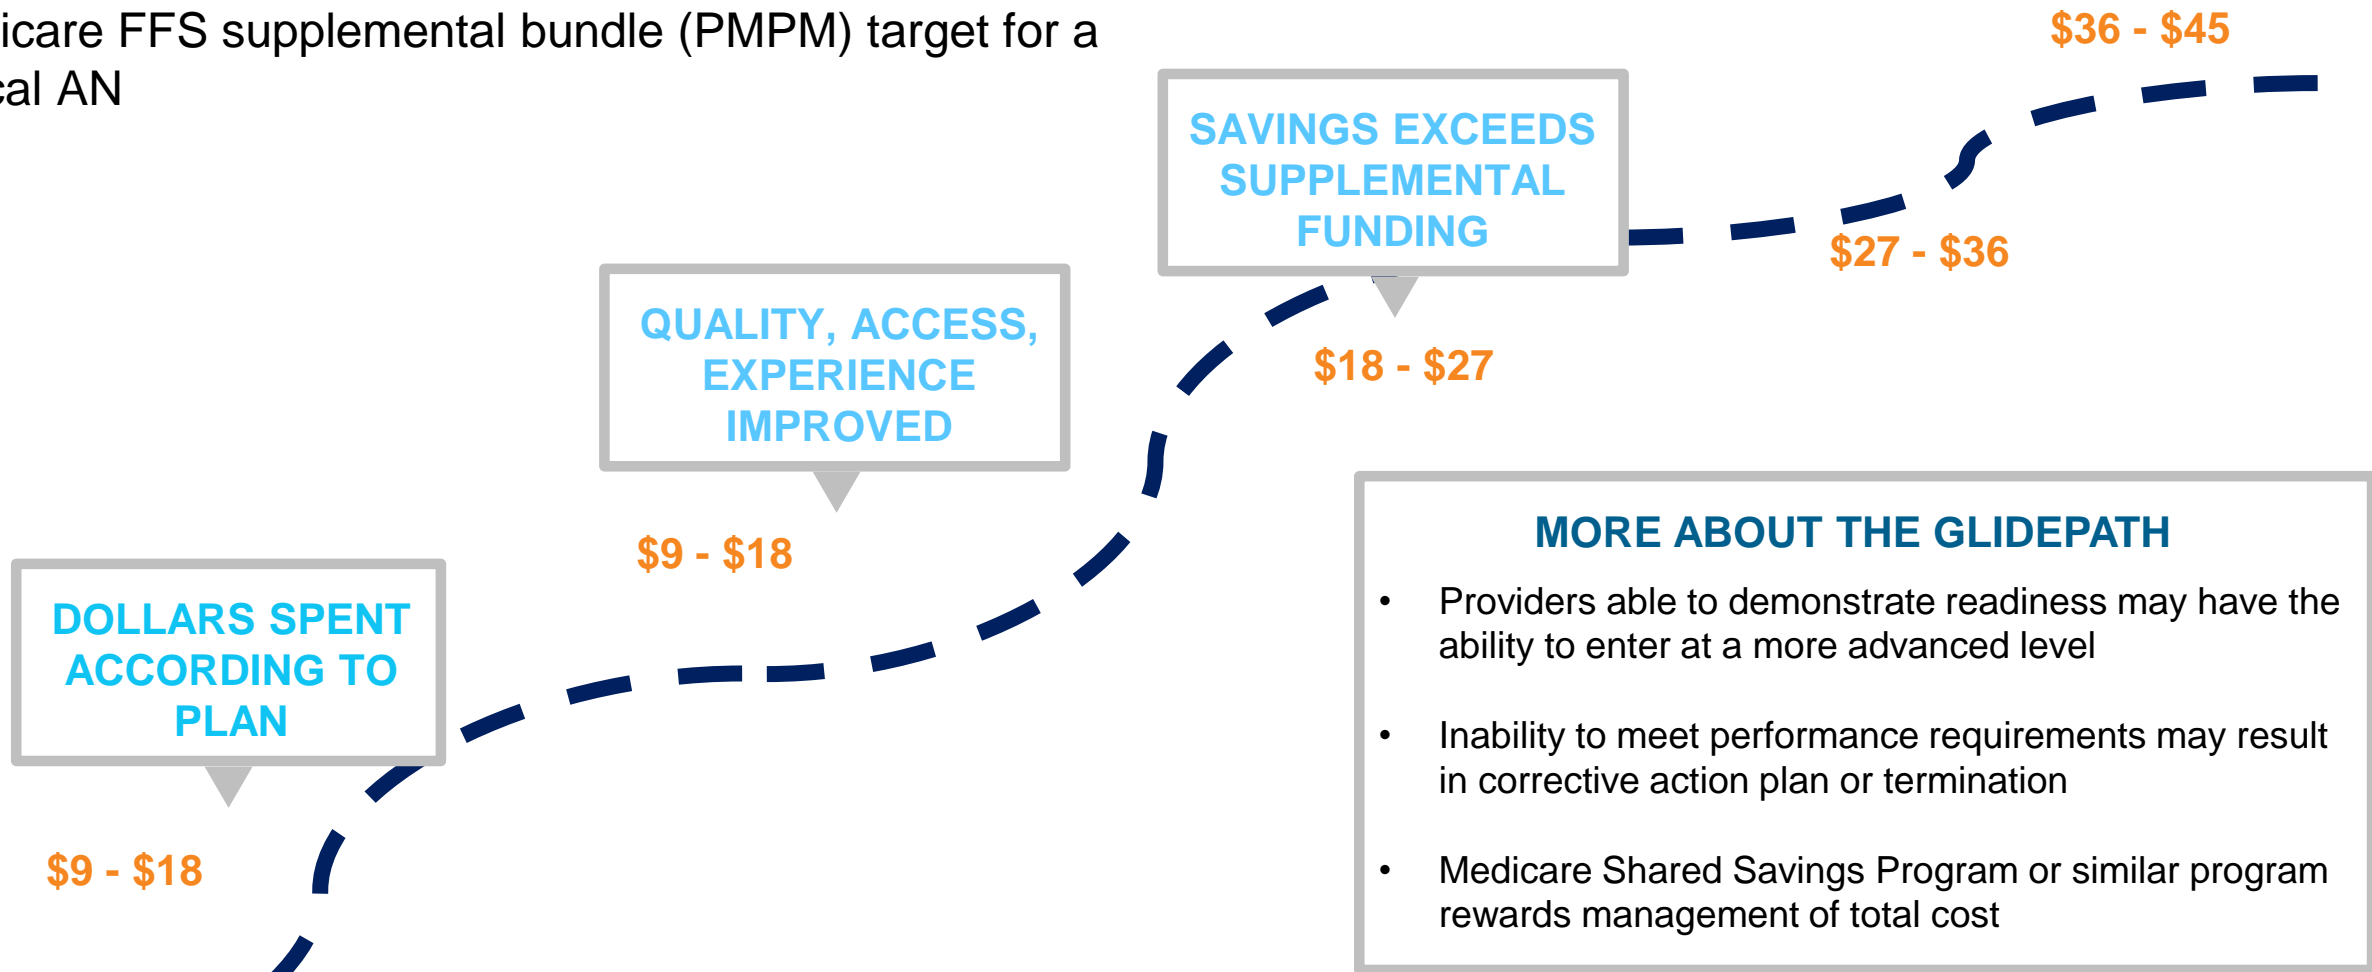 icare FFS supplemental bundle (PMPM) target for a
cal AN
$36 - $45
SAVINGS EXCEEDS
SUPPLEMENTAL
FUNDING
$27 - $36
QUALITY, ACCESS,
EXPERIENCE
IMPROVED
$18 - $27
$9 - $18
DOLLARS SPENT
ACCORDING TO
PLAN
$9 - $18
MORE ABOUT THE GLIDEPATH
• Providers able to demonstrate readiness may have the
ability to enter at a more advanced level
• Inability to meet performance requirements may result
in corrective action plan or termination
• Medicare Shared Savings Program or similar program
rewards management of total cost